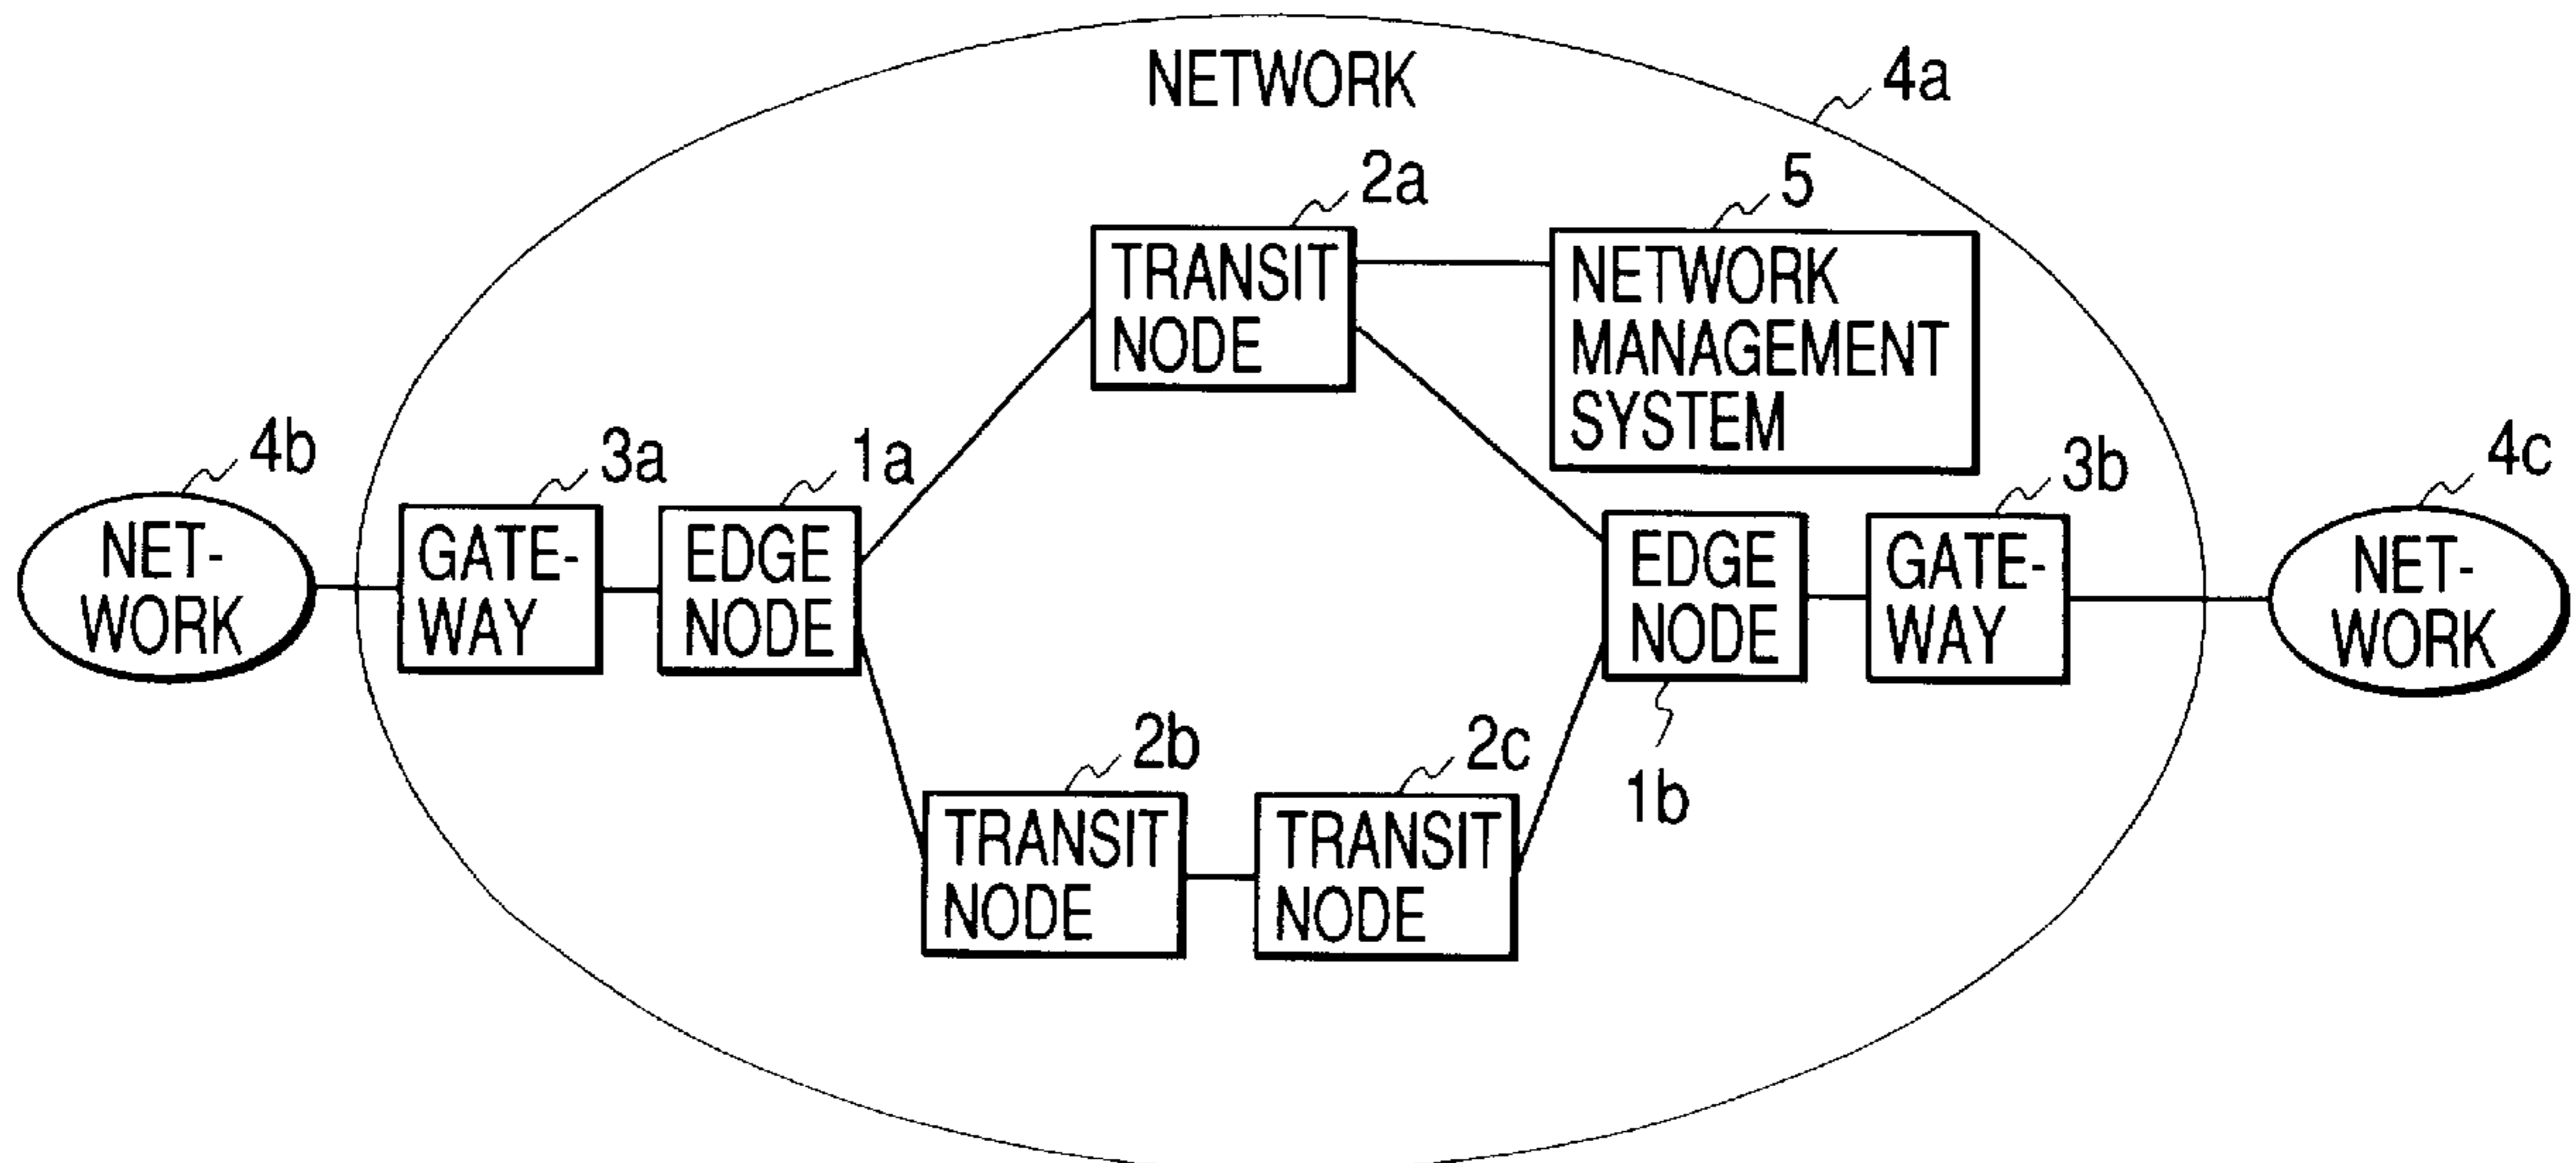 NETWORK
4a
2a
5
TRANSIT
NODE
NETWORK
MANAGEMENT
SYSTEM
4b
3a
1a
3b
4c
NET-
WORK
GATE-
WAY
EDGE
NODE
EDGE
NODE
GATE-
WAY
NET-
WORK
2b
2c
1b
TRANSIT
NODE
TRANSIT
NODE